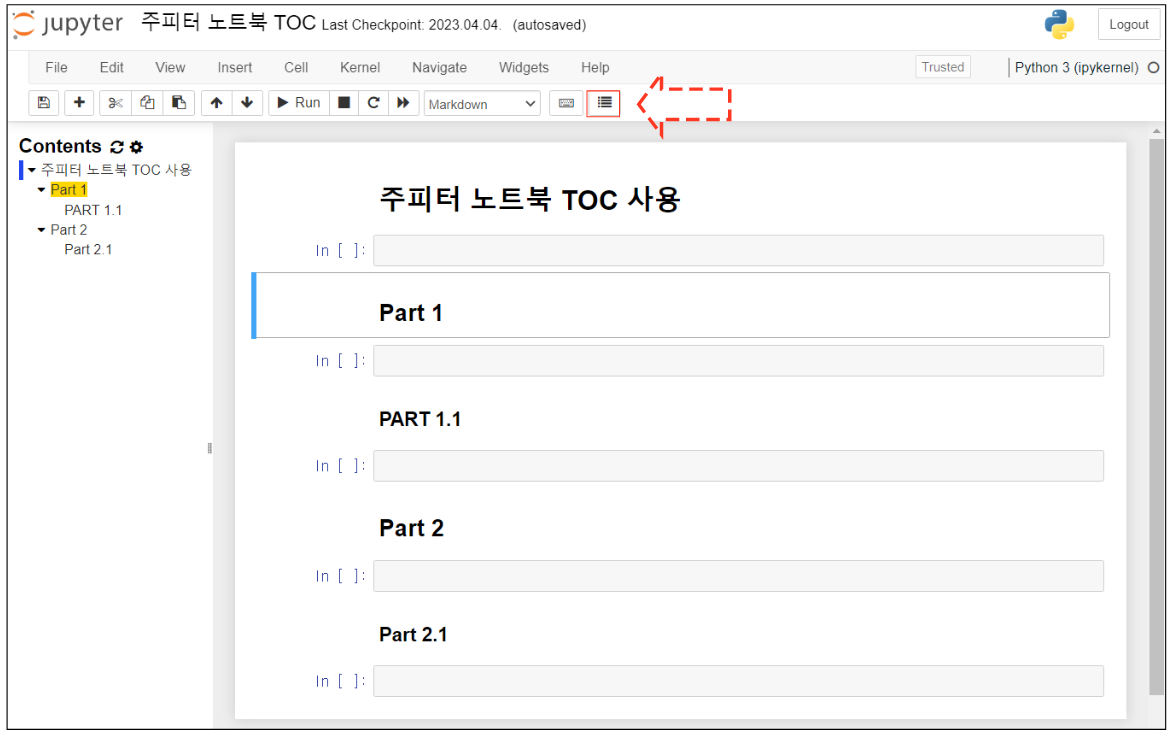 jupyter 주피터 노트북 TOC Last Checkpoint: 2023.04.04. (autosaved) Logout
File Edit View Insert Cell Kernel Navigate Widgets Help Trusted Python 3 (ipykernel)
Run Markdown
Contents
주피터 노트북 TOC 사용
Part 1
PART 1.1
Part 2
Part 2.1
주피터 노트북 TOC 사용
In [ ]:
Part 1
In [ ]:
PART 1.1
In [ ]:
Part 2
In [ ]:
Part 2.1
In [ ]: